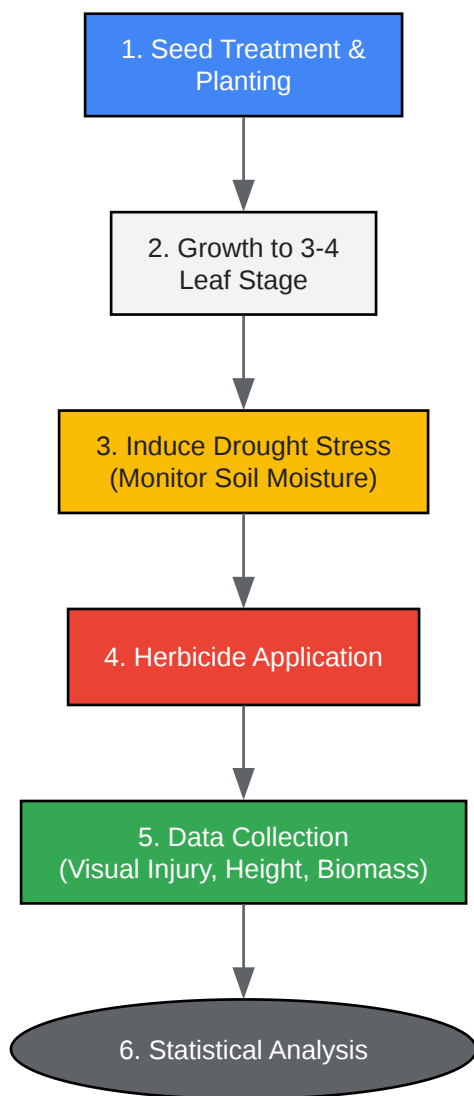 1. Seed Treatment &
Planting
2. Growth to 3-4
Leaf Stage
3. Induce Drought Stress
(Monitor Soil Moisture)
4. Herbicide Application
5. Data Collection
(Visual Injury, Height, Biomass)
6. Statistical Analysis